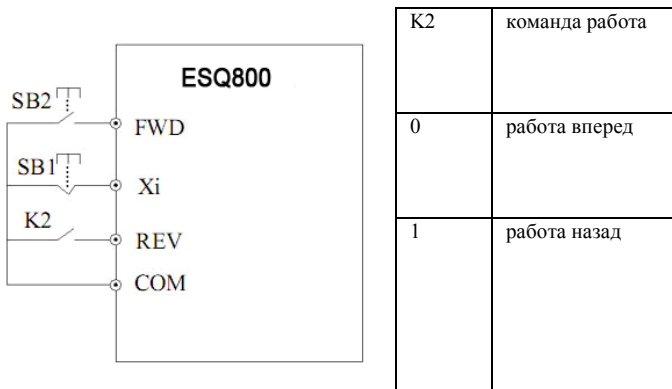 ESQ800
SB2
FWD
SB1
Xi
K2
REV
COM
K2 команда работа
0 работа вперед
1 работа назад